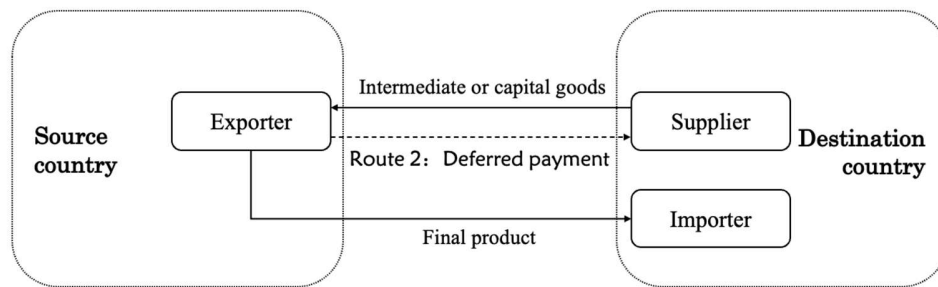 Intermediate or capital goods
Exporter
Supplier
Source
country
Destination
country
Route 2：Deferred payment
Importer
Final product